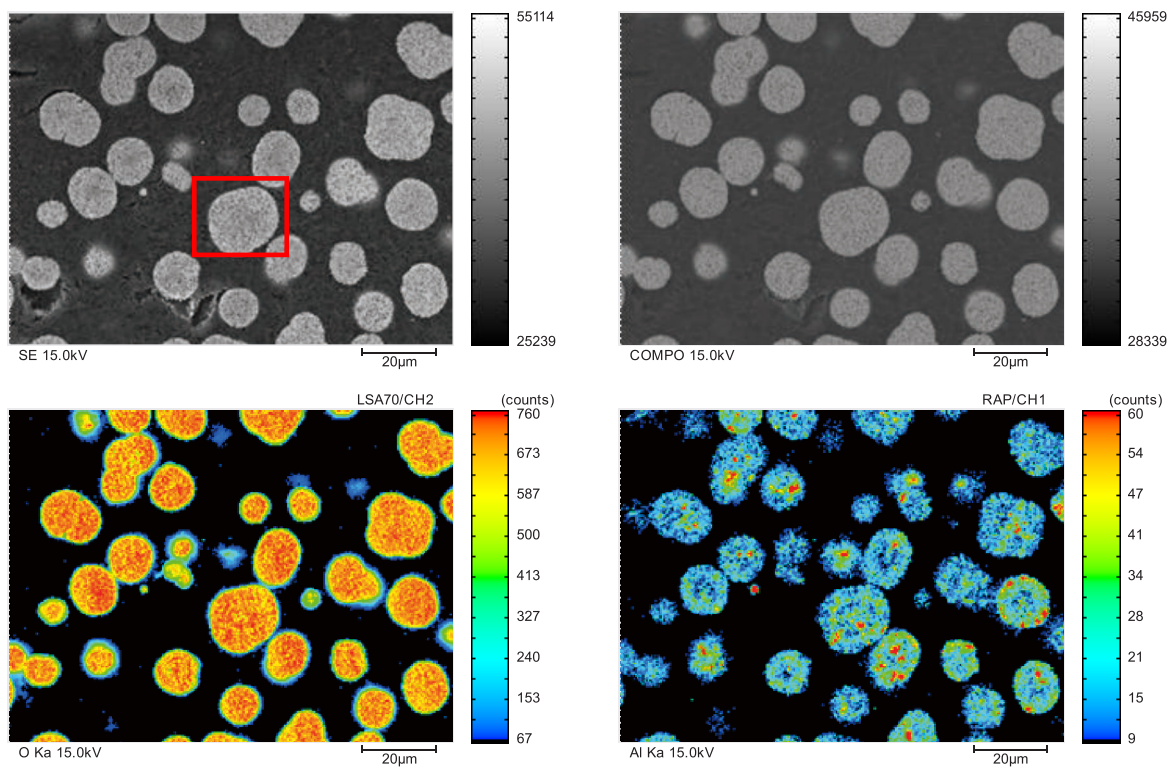 55114
25239
SE 15.0kV
20µm
45959
28339
COMPO 15.0kV
20µm
LSA70/CH2
(counts)
760
673
587
500
413
327
240
153
67
O Ka 15.0kV
20µm
RAP/CH1
(counts)
60
54
47
41
34
28
21
15
9
Al Ka 15.0kV
20µm